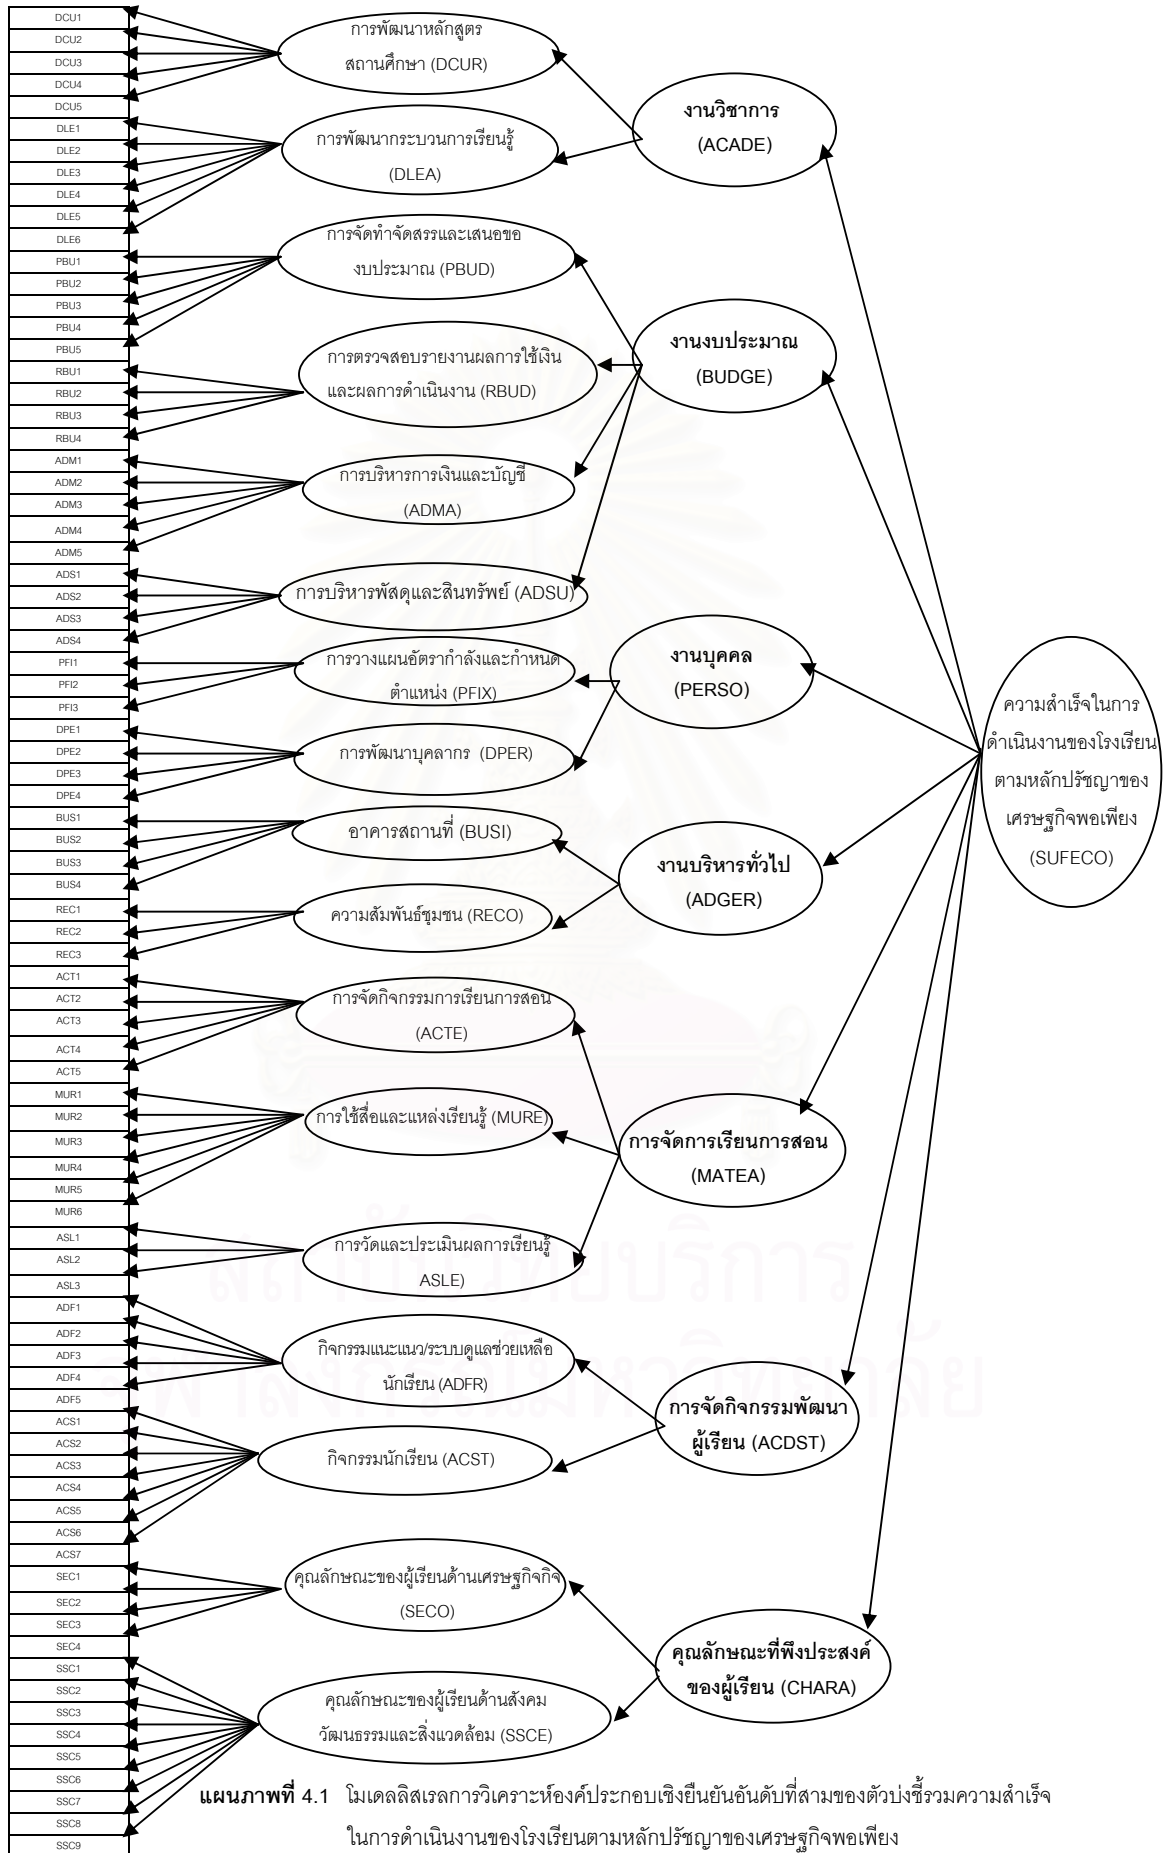 DCU1
DCU2
DCU3
DCU4
DCU5
DLE1
DLE2
DLE3
DLE4
DLE5
DLE6
PBU1
PBU2
PBU3
PBU4
PBU5
RBU1
RBU2
RBU3
RBU4
ADM1
ADM2
ADM3
ADM4
ADM5
ADS1
ADS2
ADS3
ADS4
PFI1
PFI2
PFI3
DPE1
DPE2
DPE3
DPE4
BUS1
BUS2
BUS3
BUS4
REC1
REC2
REC3
ACT1
ACT2
ACT3
ACT4
ACT5
MUR1
MUR2
MUR3
MUR4
MUR5
MUR6
ASL1
ASL2
ASL3
ADF1
ADF2
ADF3
ADF4
ADF5
ACS1
ACS2
ACS3
ACS4
ACS5
ACS6
ACS7
SEC1
SEC2
SEC3
SEC4
SSC1
SSC2
SSC3
SSC4
SSC5
SSC6
SSC7
SSC8
SSC9
การพัฒนาหลักสูตร
สถานศึกษา (DCUR)
การพัฒนากระบวนการเรียนรู้
(DLEA)
การจัดทำจัดสรรและเสนอขอ
งบประมาณ (PBUD)
การตรวจสอบรายงานผลการใช้เงิน
และผลการดำเนินงาน (RBUD)
การบริหารการเงินและบัญชี
(ADMA)
การบริหารพัสดุและสินทรัพย์ (ADSU)
การวางแผนอัตรากำลังและกำหนด
ตำแหน่ง (PFIX)
การพัฒนาบุคลากร (DPER)
อาคารสถานที่ (BUSI)
ความสัมพันธ์ชุมชน (RECO)
การจัดกิจกรรมการเรียนการสอน
(ACTE)
การใช้สื่อและแหล่งเรียนรู้ (MURE)
การวัดและประเมินผลการเรียนรู้
ASLE)
กิจกรรมแนะแนว/ระบบดูแลช่วยเหลือ
นักเรียน (ADFR)
กิจกรรมนักเรียน (ACST)
คุณลักษณะของผู้เรียนด้านเศรษฐกิจกิจ
(SECO)
คุณลักษณะของผู้เรียนด้านสังคม
วัฒนธรรมและสิ่งแวดล้อม (SSCE)
งานวิชาการ
(ACADE)
งานงบประมาณ
(BUDGE)
งานบุคคล
(PERSO)
งานบริหารทั่วไป
(ADGER)
การจัดการเรียนการสอน
(MATEA)
การจัดกิจกรรมพัฒนา
ผู้เรียน (ACDST)
คุณลักษณะที่พึงประสงค์
ของผู้เรียน (CHARA)
ความสำเร็จในการ
ดำเนินงานของโรงเรียน
ตามหลักปรัชญาของ
เศรษฐกิจพอเพียง
(SUFECO)
สถาบันวิทยบริการ
จุฬาลงกรณ์มหาวิทยาลัย
แผนภาพที่ 4.1 โมเดลลิสเรลการวิเคราะห์องค์ประกอบเชิงยืนยันอันดับที่สามของตัวบ่งชี้รวมความสำเร็จ
ในการดำเนินงานของโรงเรียนตามหลักปรัชญาของเศรษฐกิจพอเพียง